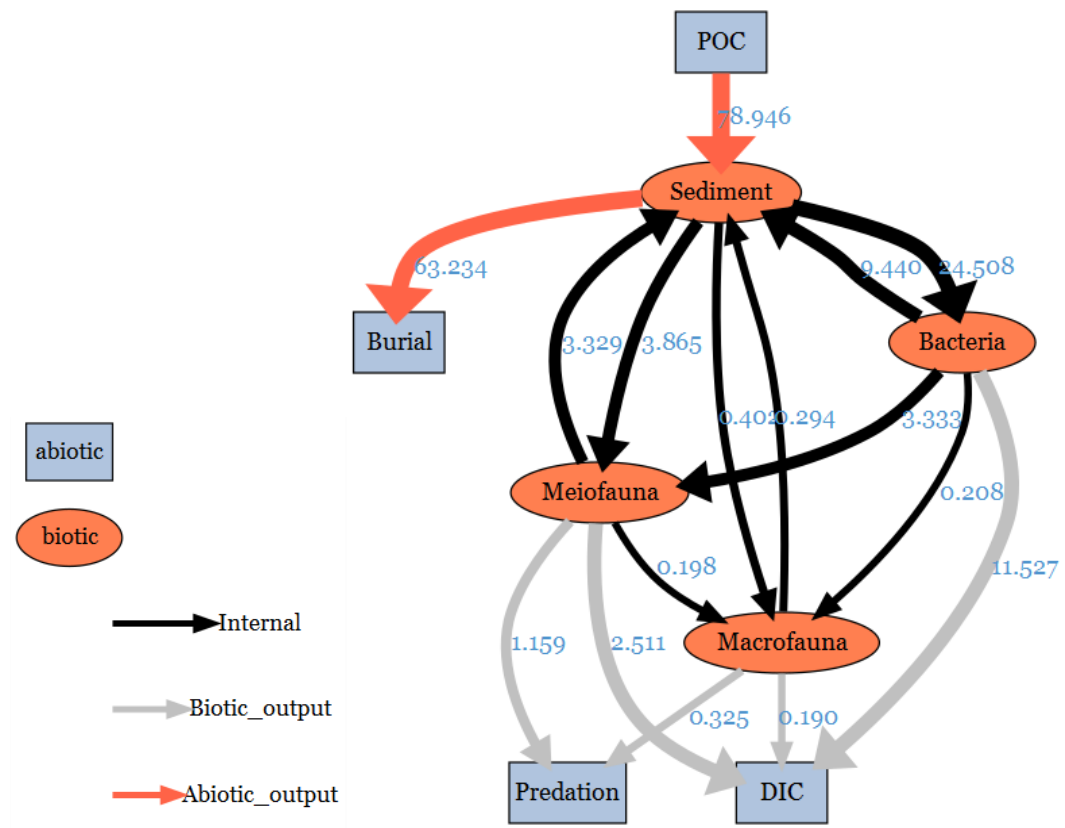 POC
78.946
Sediment
63.234
9.440
24.508
Burial
3.329
3.865
Bacteria
0.402
0.294
3.333
abiotic
Meiofauna
0.208
biotic
0.198
11.527
Internal
1.159
2.511
Macrofauna
Biotic_output
0.325
0.190
Abiotic_output
Predation
DIC